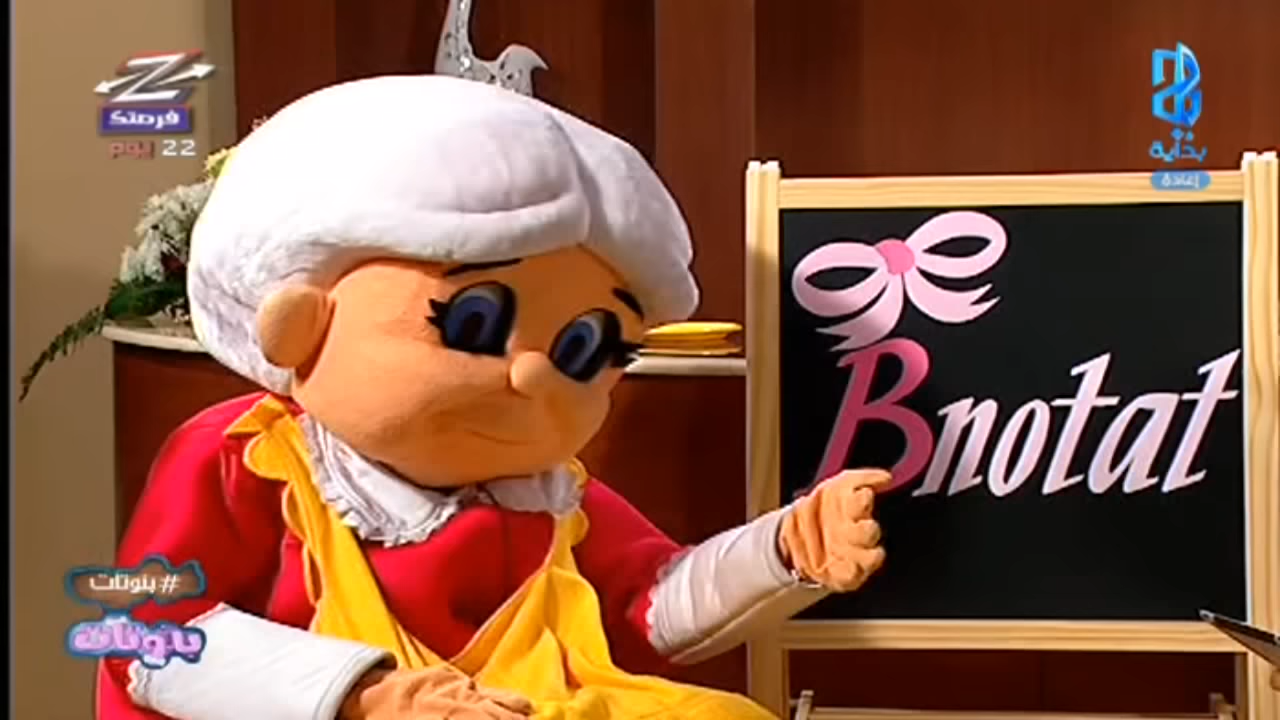 Z
فرصتك
22 يوم
بداية
إعادة
Bnotat
#بنوتات
بنوتات